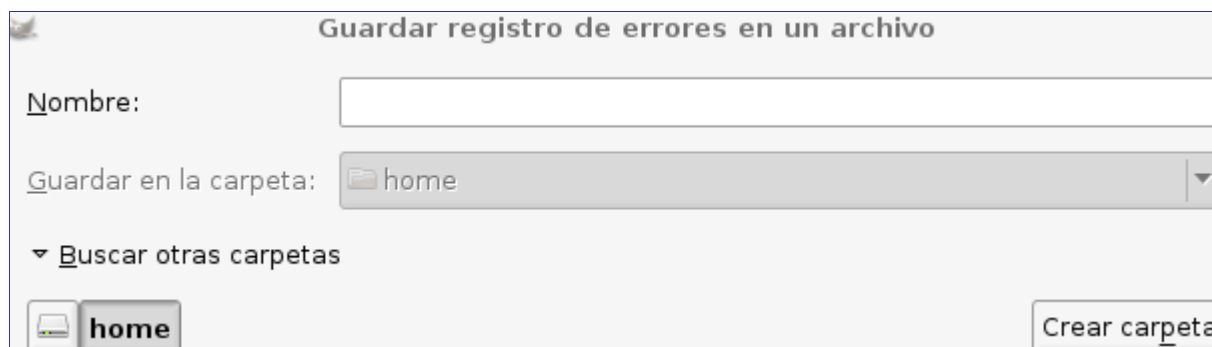 Guardar registro de errores en un archivo
Nombre:
Guardar en la carpeta: home
Buscar otras carpetas
home Crear carpeta